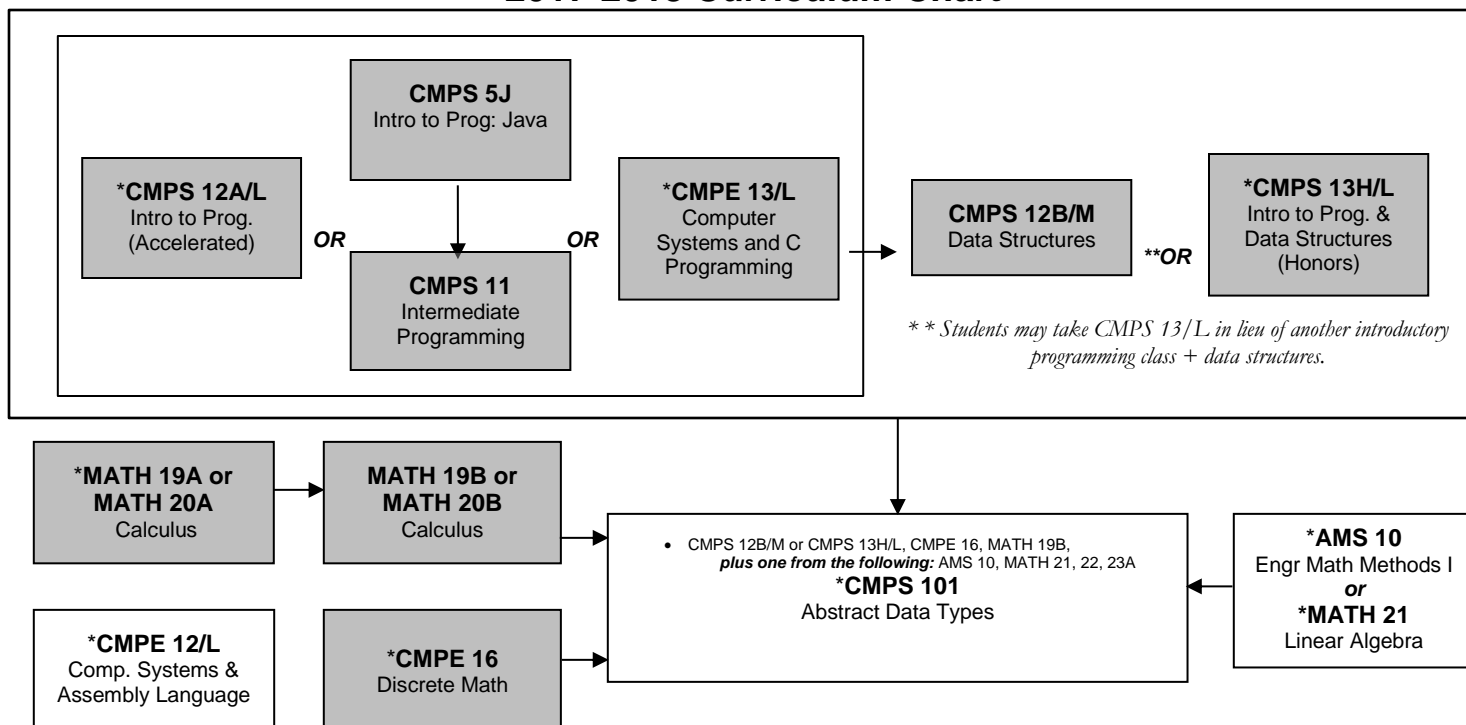 2017-2018 Curriculum Chart
CMPS 5J
Intro to Prog: Java
*CMPS 12A/L
Intro to Prog.
(Accelerated)
OR
CMPS 11
Intermediate
Programming
OR
*CMPE 13/L
Computer
Systems and C
Programming
CMPS 12B/M
Data Structures
**OR
*CMPS 13H/L
Intro to Prog. &
Data Structures
(Honors)
* * Students may take CMPS 13/L in lieu of another introductory
programming class + data structures.
*MATH 19A or
MATH 20A
Calculus
MATH 19B or
MATH 20B
Calculus
• CMPS 12B/M or CMPS 13H/L, CMPE 16, MATH 19B,
plus one from the following: AMS 10, MATH 21, 22, 23A
*CMPS 101
Abstract Data Types
*AMS 10
Engr Math Methods I
or
*MATH 21
Linear Algebra
*CMPE 12/L
Comp. Systems &
Assembly Language
*CMPE 16
Discrete Math